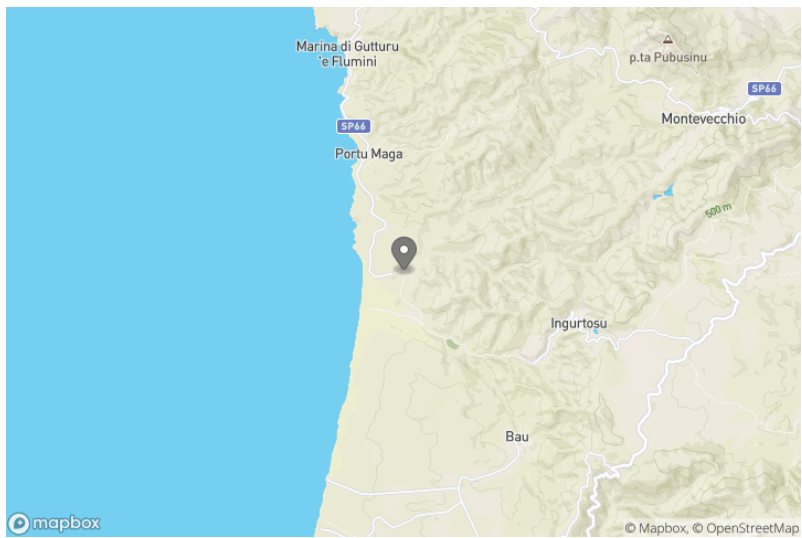 Marina di Gutturu
'e Flumini
p.ta Pubusinu
SP66
Montevecchio
SP66
Portu Maga
500 m
Ingurtosu
Bau
mapbox
© Mapbox, © OpenStreetMap